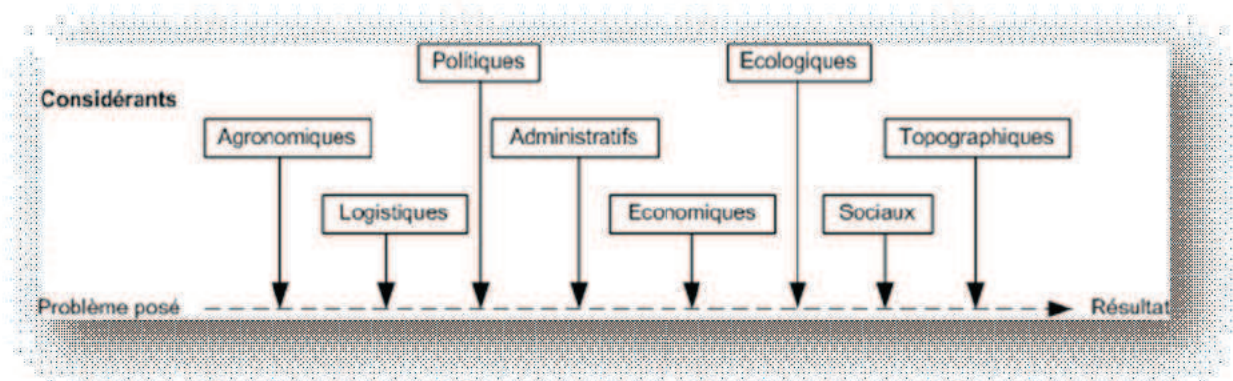 Politiques
Ecologiques
Considérants
Agronomiques
Administratifs
Topographiques
Logistiques
Economiques
Sociaux
Problème posé
Résultat